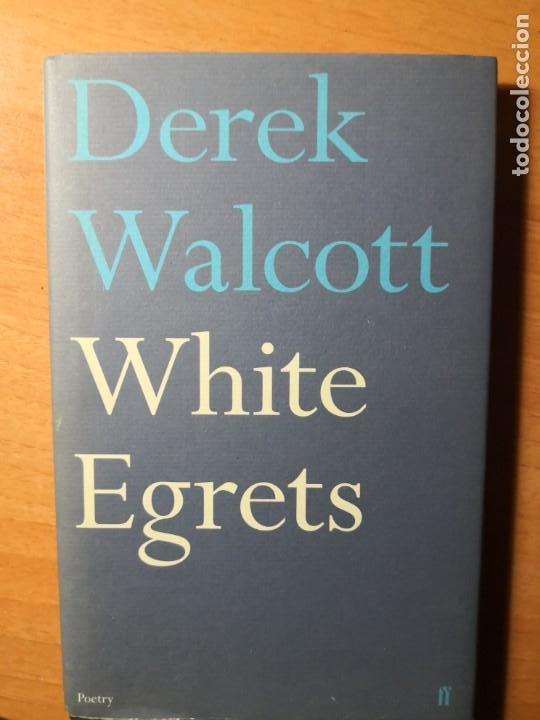 Derek
Walcott
White
Egrets
Poetry
ff
todocoleccion